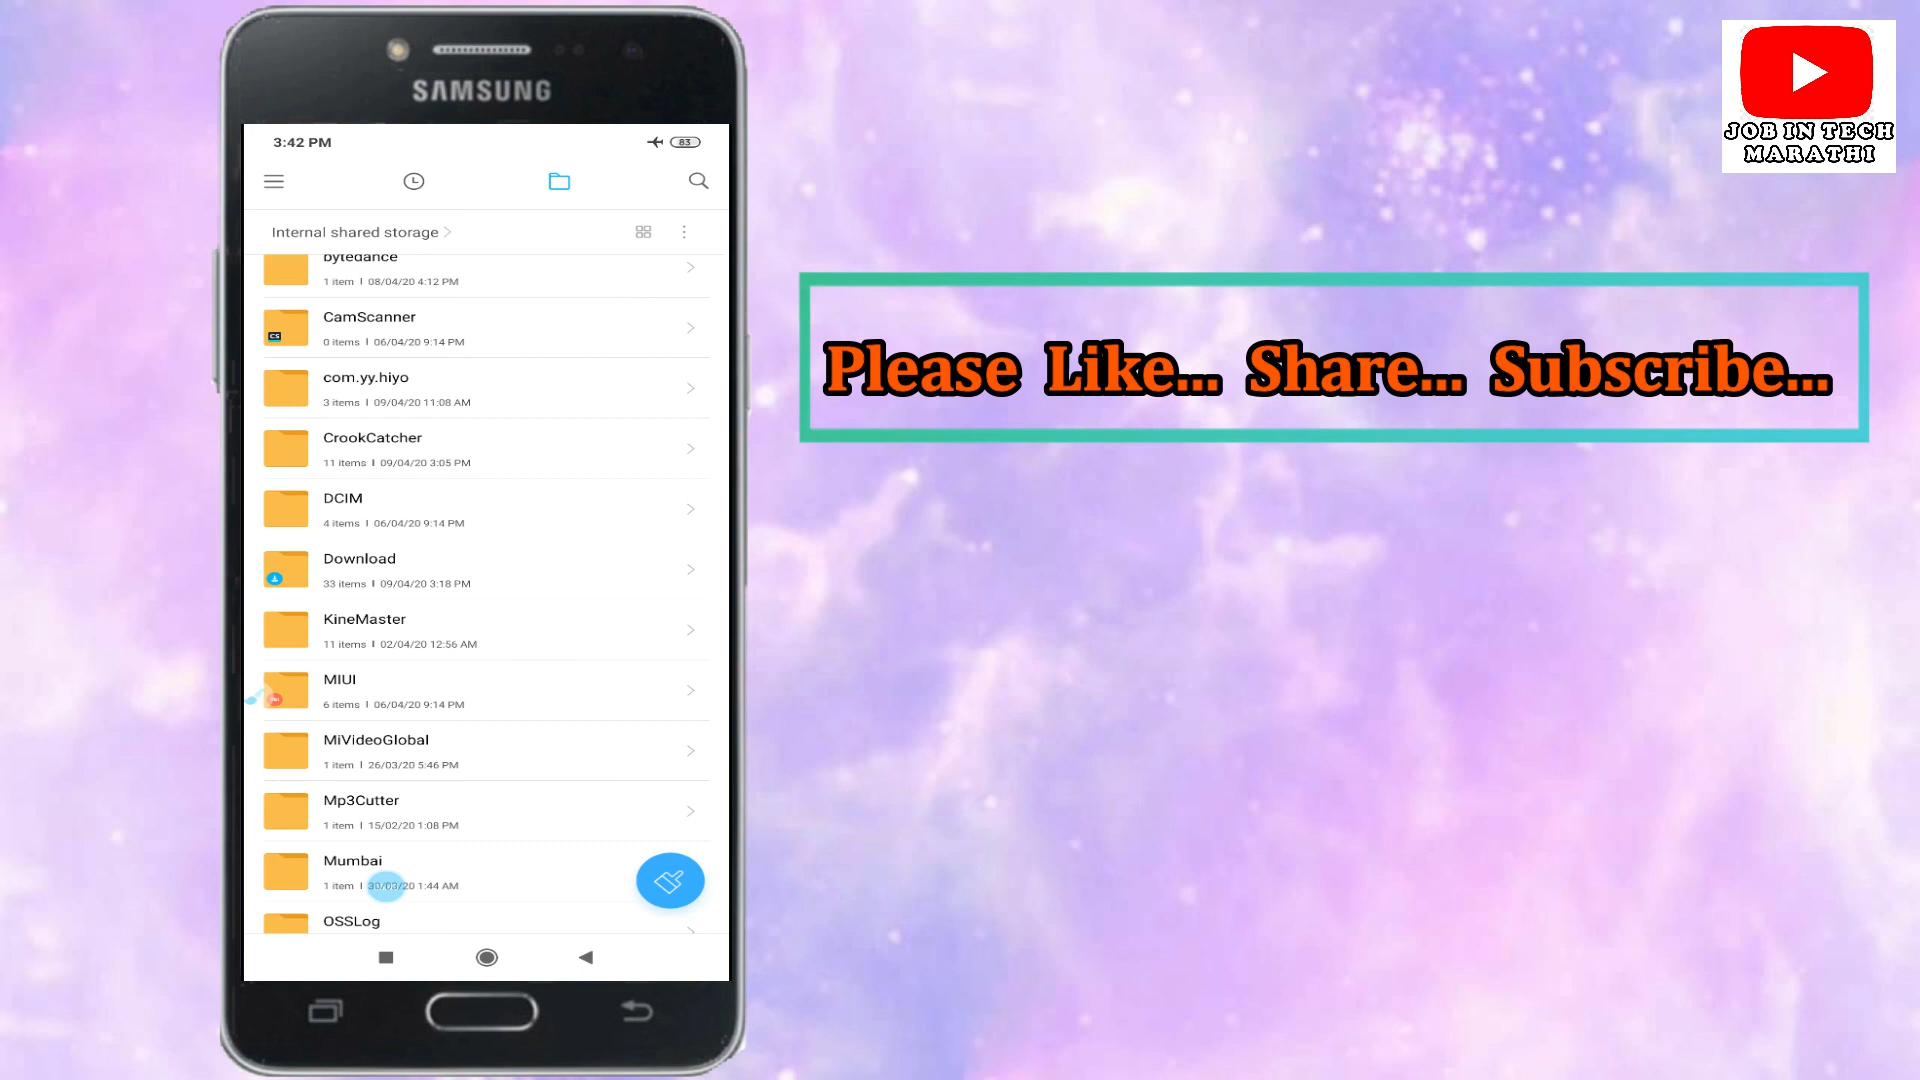 SAMSUNG
3:42 PM
83
Internal shared storage
bytedance
1 item | 08/04/20 4:12 PM
CamScanner
CS
0 items | 06/04/20 9:14 PM
com.yy.hiyo
3 items | 09/04/20 11:08 AM
CrookCatcher
11 items | 09/04/20 3:05 PM
DCIM
4 items | 06/04/20 9:14 PM
Download
33 items | 09/04/20 3:18 PM
KineMaster
11 items | 02/04/20 12:56 AM
MIUI
6 items | 06/04/20 9:14 PM
MiVideoGlobal
1 item | 26/03/20 5:46 PM
Mp3Cutter
1 item | 15/02/20 1:08 PM
Mumbai
1 item | 30/03/20 1:44 AM
OSSLog
Please Like... Share... Subscribe...
JOB IN TECH
MARATHI